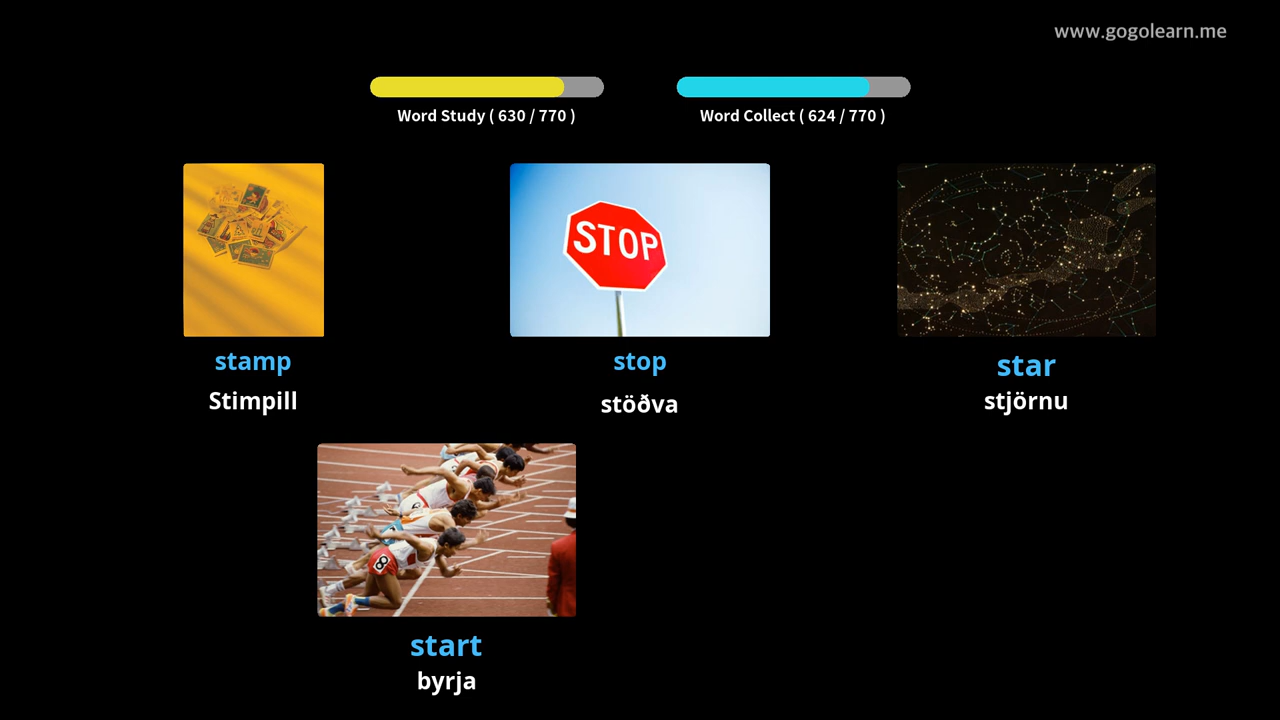 www.gogolearn.me
Word Study ( 630 / 770 )
Word Collect ( 624 / 770 )
STOP
stamp
Stimpill
stop
stöðva
star
stjörnu
8
start
byrja